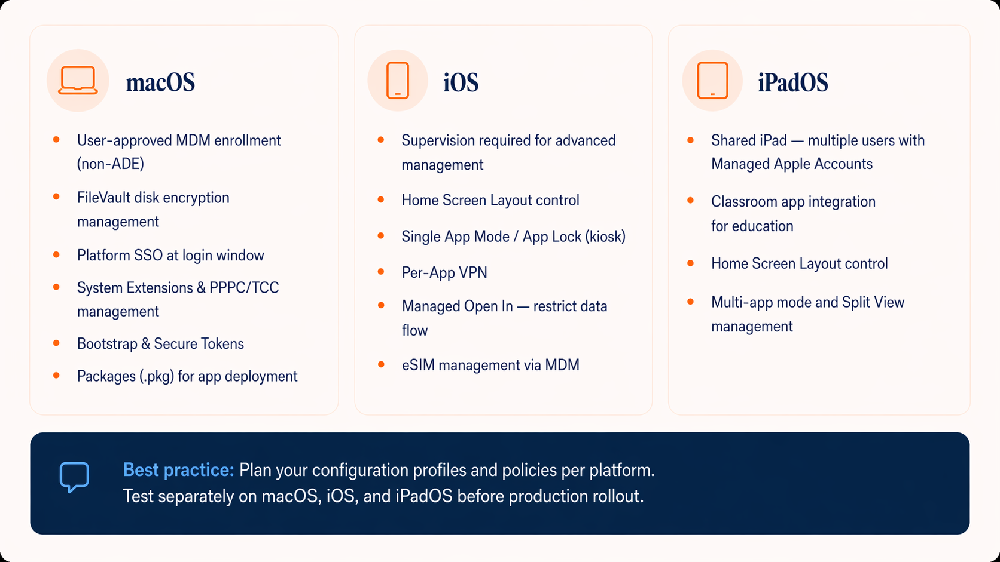 macOS
User-approved MDM enrollment
(non-ADE)
FileVault disk encryption
management
Platform SSO at login window
System Extensions & PPPC/TCC
management
Bootstrap & Secure Tokens
Packages (.pkg) for app deployment
iOS
Supervision required for advanced
management
Home Screen Layout control
Single App Mode / App Lock (kiosk)
Per-App VPN
Managed Open In — restrict data
flow
eSIM management via MDM
iPadOS
Shared iPad — multiple users with
Managed Apple Accounts
Classroom app integration
for education
Home Screen Layout control
Multi-app mode and Split View
management
Best practice: Plan your configuration profiles and policies per platform.
Test separately on macOS, iOS, and iPadOS before production rollout.